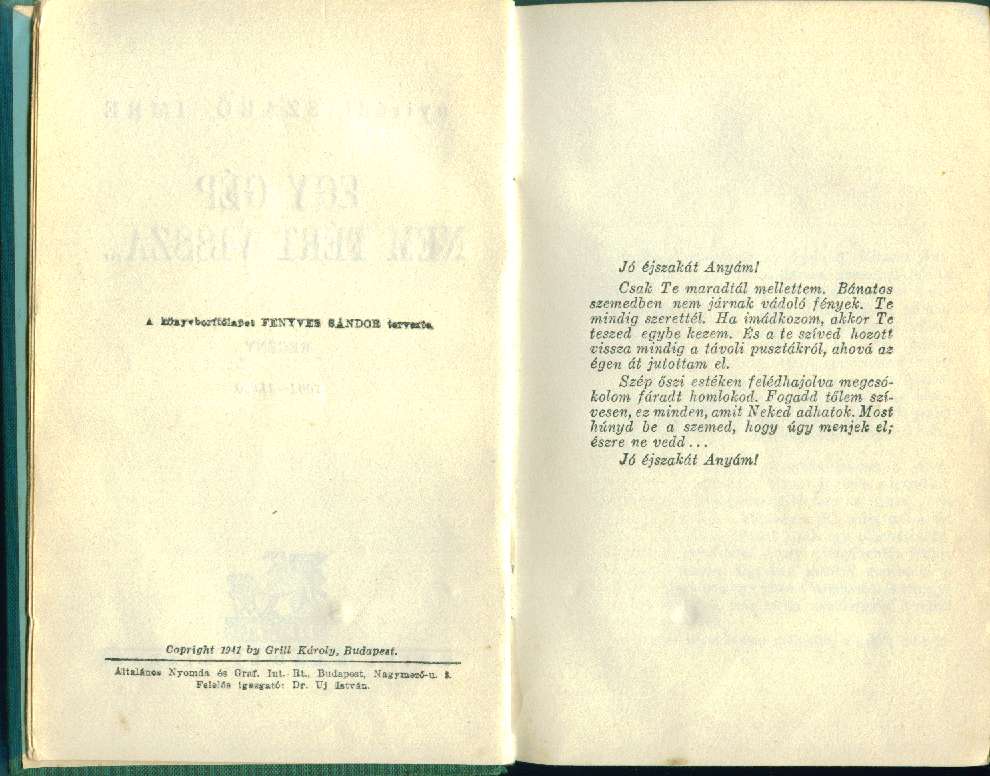 A könyvborítólapot FENYVES SÁNDOR tervezte.
Copright 1941 by Grill Károly, Budapest.
Általános Nyomda és Graf. Int. Rt., Budapest, Nagymező-u. 3.
Felelős igazgató: Dr. Uj István.
Jó éjszakát Anyám!
Csak Te maradtál mellettem. Bánatos
szemedben nem járnak vádoló fények. Te
mindig szerettél. Ha imádkozom, akkor Te
teszed egybe kezem. És a te szíved hozott
vissza mindig a távoli pusztákról, ahová az
égen át jutottam el.
Szép őszi estéken feléd hajolva megcsó-
kolom fáradt homlokod. Fogadd tőlem szí-
vesen, ez minden, amit Neked adhatok. Most
húnyd be a szemed, hogy úgy menjek el;
észre ne vedd...
Jó éjszakát Anyám!